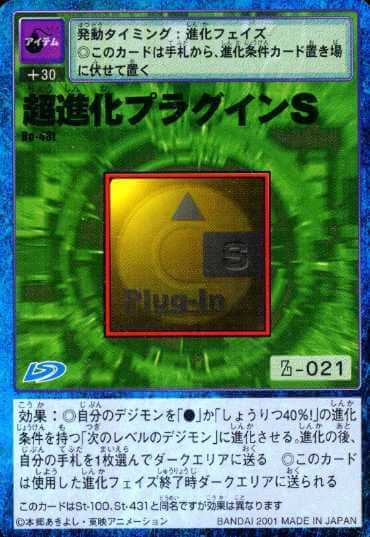 アイテム
+30
発動タイミング：進化フェイズ
◎このカードは手札から、進化条件カード置き場
に伏せて置く
超進化プラグインS
Bo-431
S
Plug-In
-021
効果：◎自分のデジモンを「●」か「しょうりつ40%!」の進化
条件を持つ「次のレベルのデジモン」に進化させる。進化の後、
自分の手札を1枚選んでダークエリアに送る ◎このカード
は使用した進化フェイズ終了時ダークエリアに送られる
このカードはSt-100、St-431と同名ですが効果は異なります
©本郷あきよし・東映アニメーション BANDAI 2001 MADE IN JAPAN